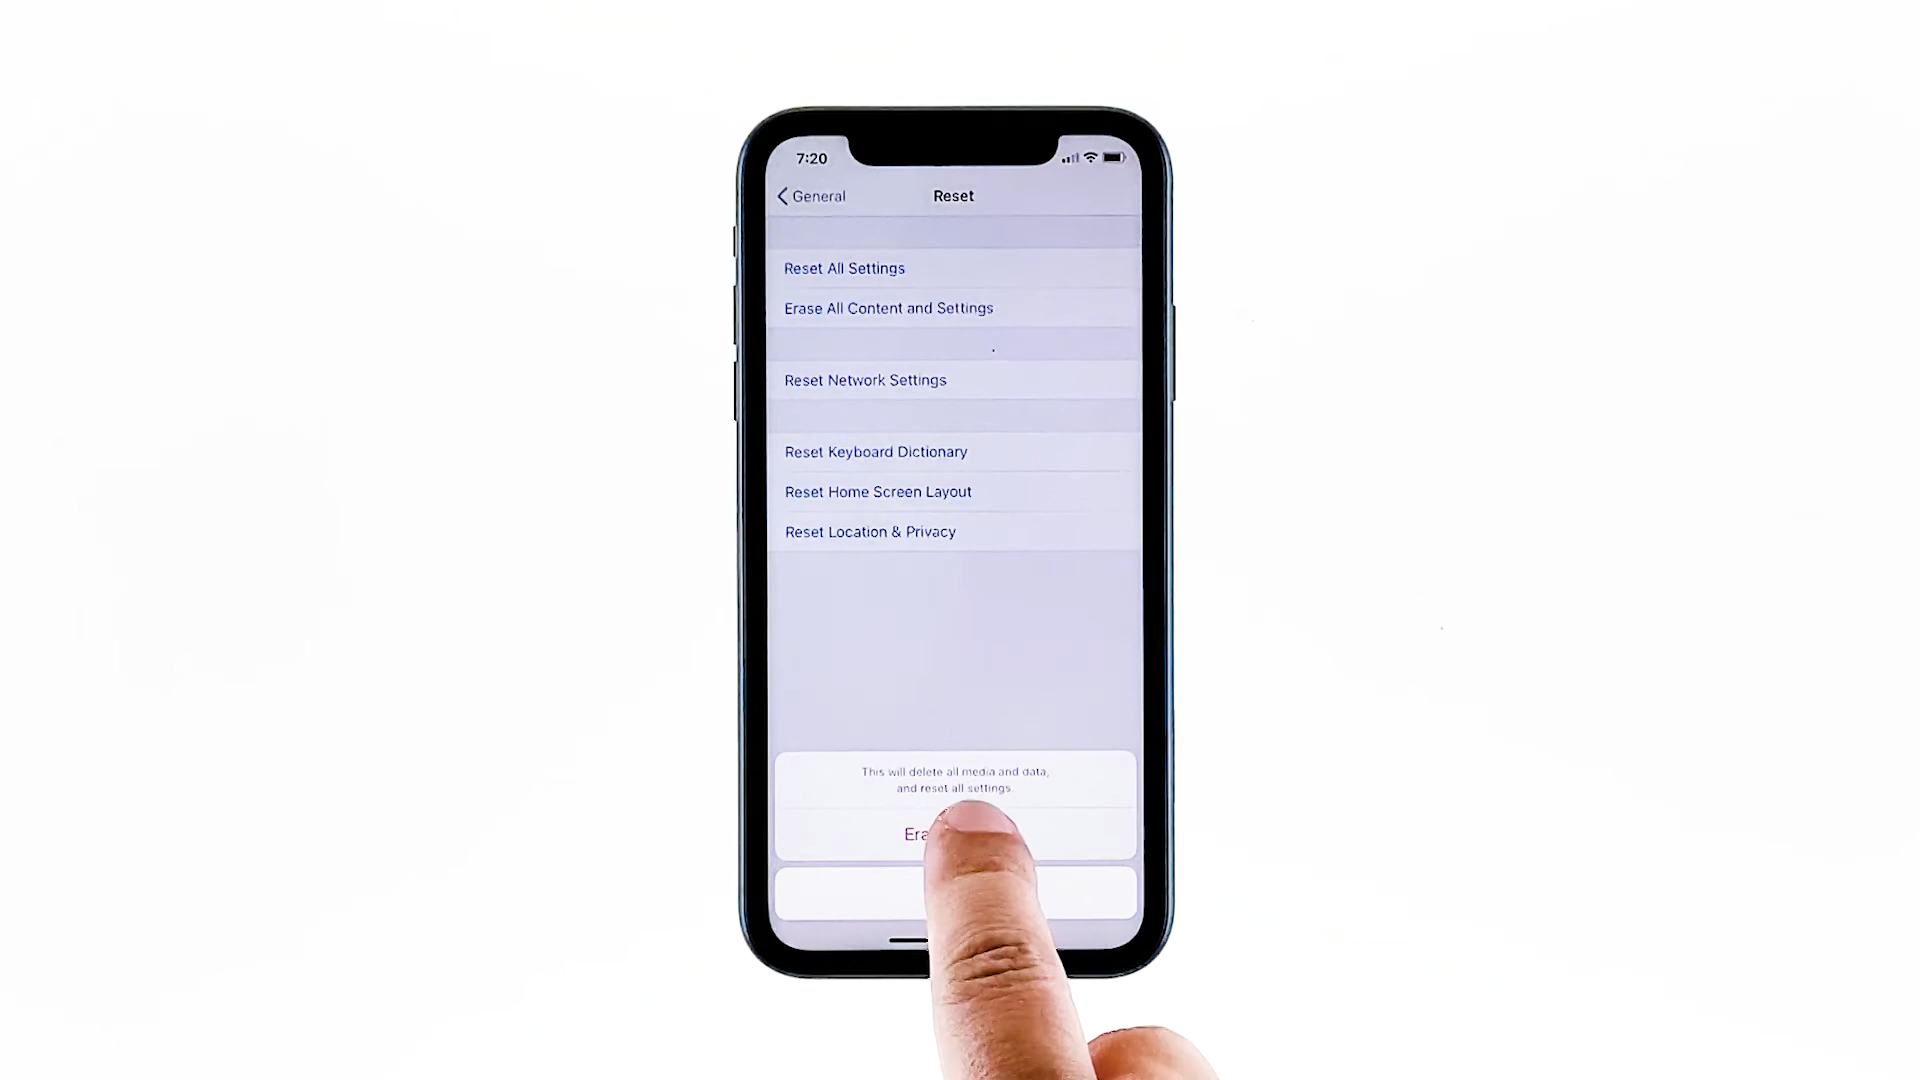 7:20
General
Reset
Reset All Settings
Erase All Content and Settings
Reset Network Settings
Reset Keyboard Dictionary
Reset Home Screen Layout
Reset Location & Privacy
This will delete all media and data,
and reset all settings.